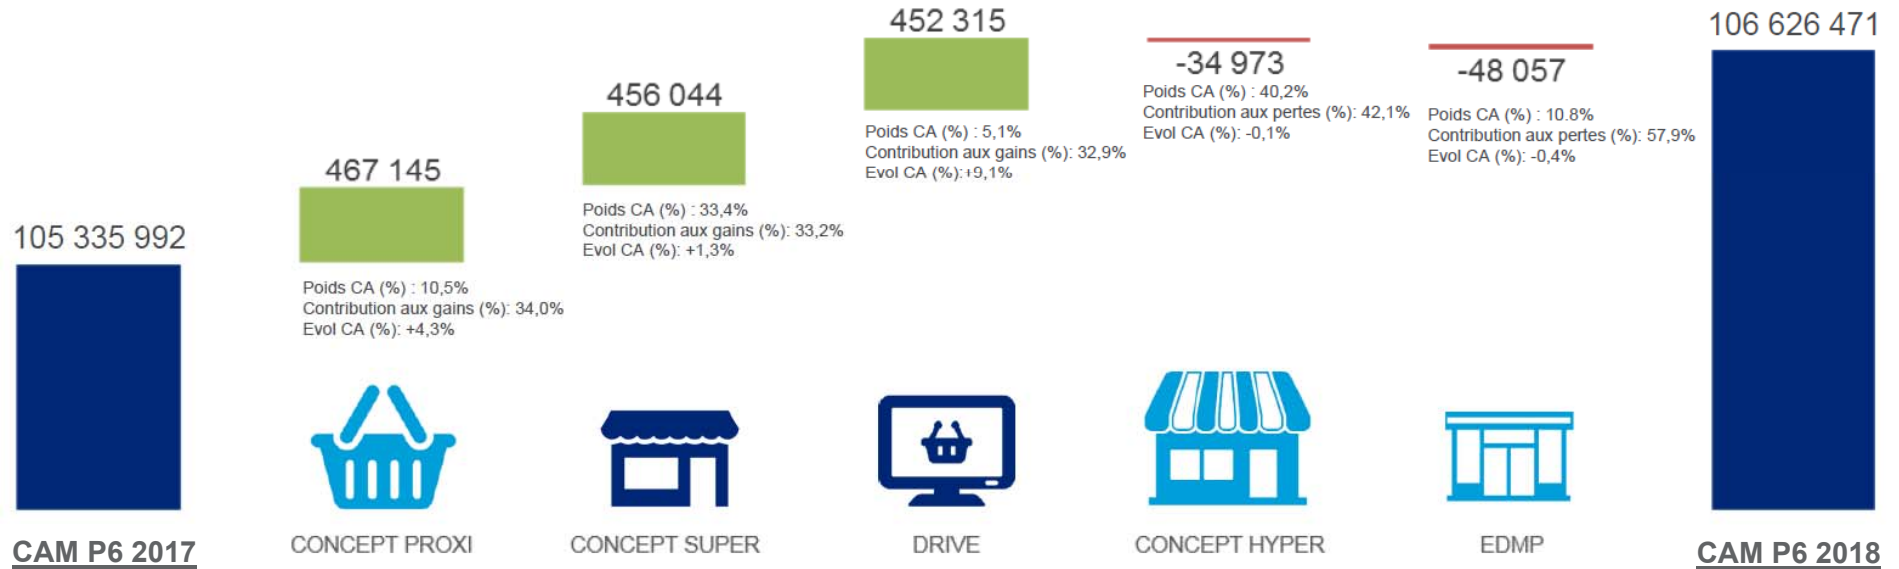 105 335 992
467 145
Poids CA (%) : 10,5%
Contribution aux gains (%): 34,0%
Evol CA (%): +4,3%
456 044
Poids CA (%) : 33,4%
Contribution aux gains (%): 33,2%
Evol CA (%): +1,3%
452 315
Poids CA (%) : 5,1%
Contribution aux gains (%): 32,9%
Evol CA (%):+9,1%
-34 973
Poids CA (%) : 40,2%
Contribution aux pertes (%): 42,1%
Evol CA (%): -0,1%
-48 057
Poids CA (%) : 10.8%
Contribution aux pertes (%): 57,9%
Evol CA (%): -0,4%
106 626 471
CAM P6 2017
CONCEPT PROXI
CONCEPT SUPER
DRIVE
CONCEPT HYPER
EDMP
CAM P6 2018